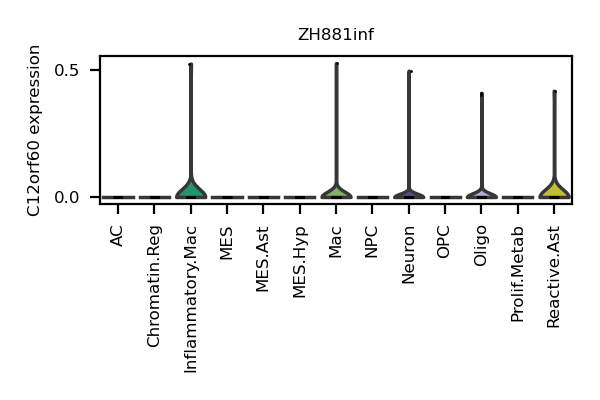 ZH881inf
C12orf60 expression
0.5
0.0
AC
Chromatin.Reg
Inflammatory.Mac
MES
MES.Ast
MES.Hyp
Mac
NPC
Neuron
OPC
Oligo
Prolif.Metab
Reactive.Ast